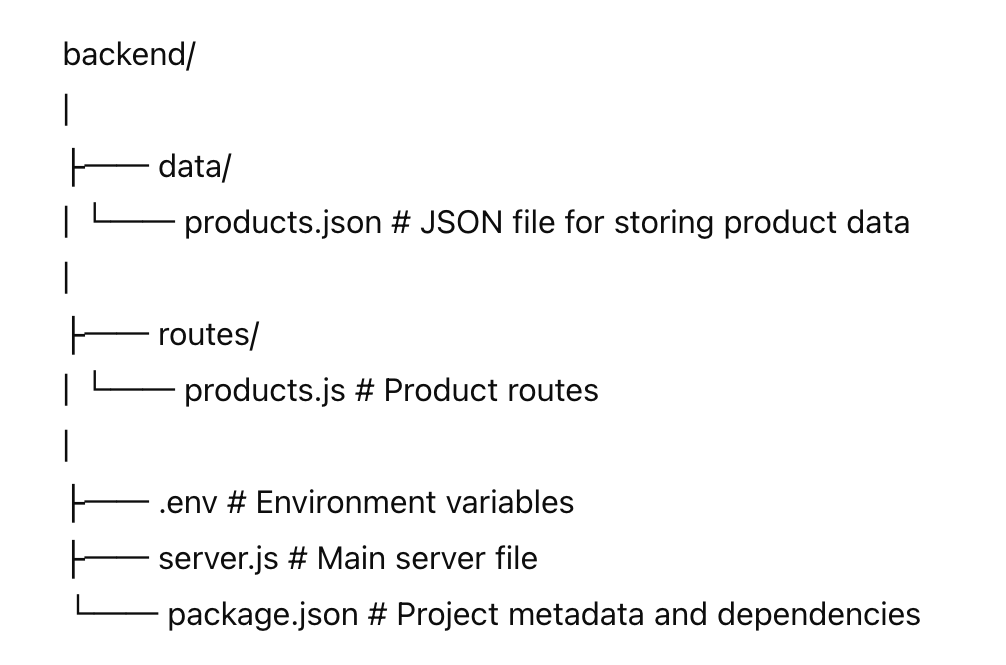 backend/
│
├── data/
│ └── products.json # JSON file for storing product data
│
├── routes/
│ └── products.js # Product routes
│
├── .env # Environment variables
├── server.js # Main server file
└── package.json # Project metadata and dependencies